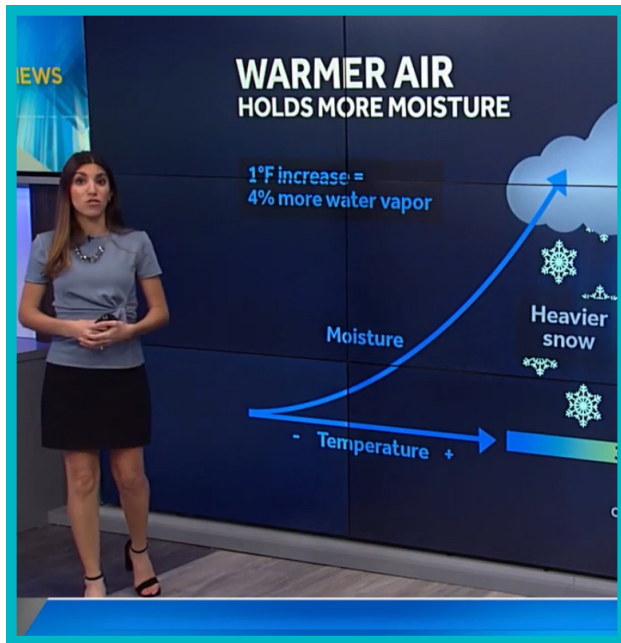 EWS
WARMER AIR
HOLDS MORE MOISTURE
1°F increase =
4% more water vapor
Moisture
Heavier
snow
- Temperature +